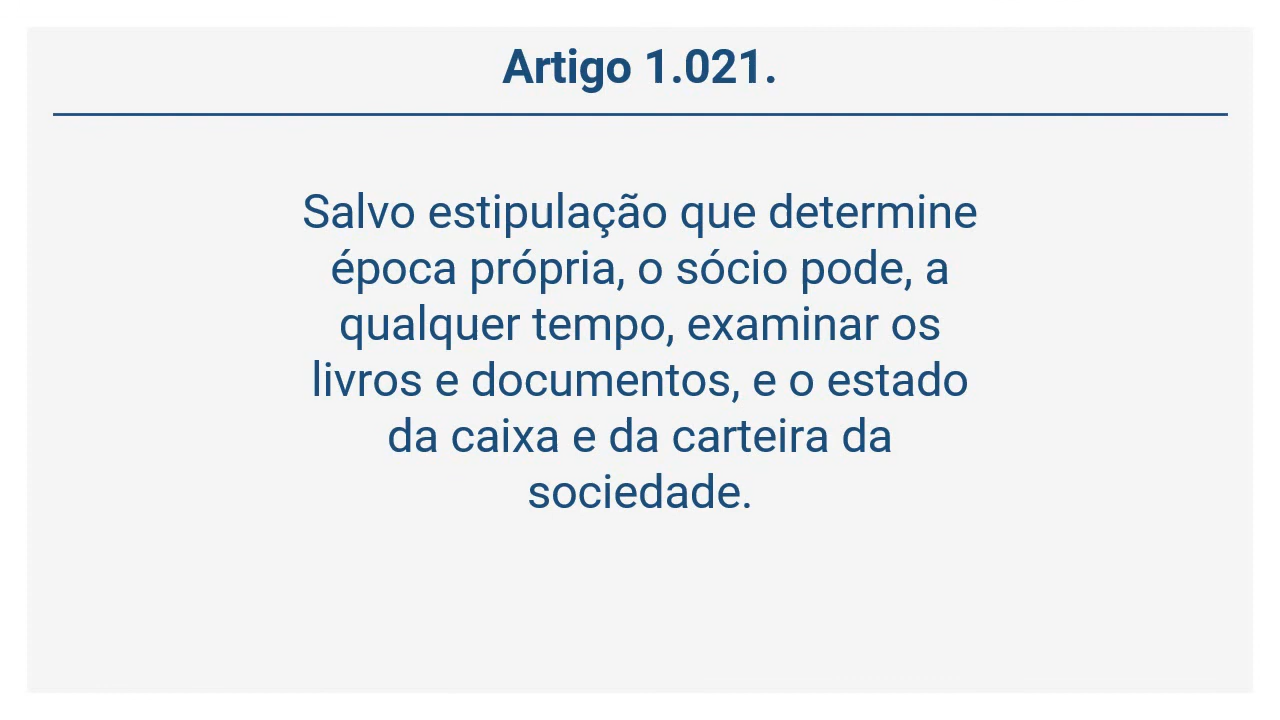 Artigo 1.021.
Salvo estipulação que determine
época própria, o sócio pode, a
qualquer tempo, examinar os
livros e documentos, e o estado
da caixa e da carteira da
sociedade.